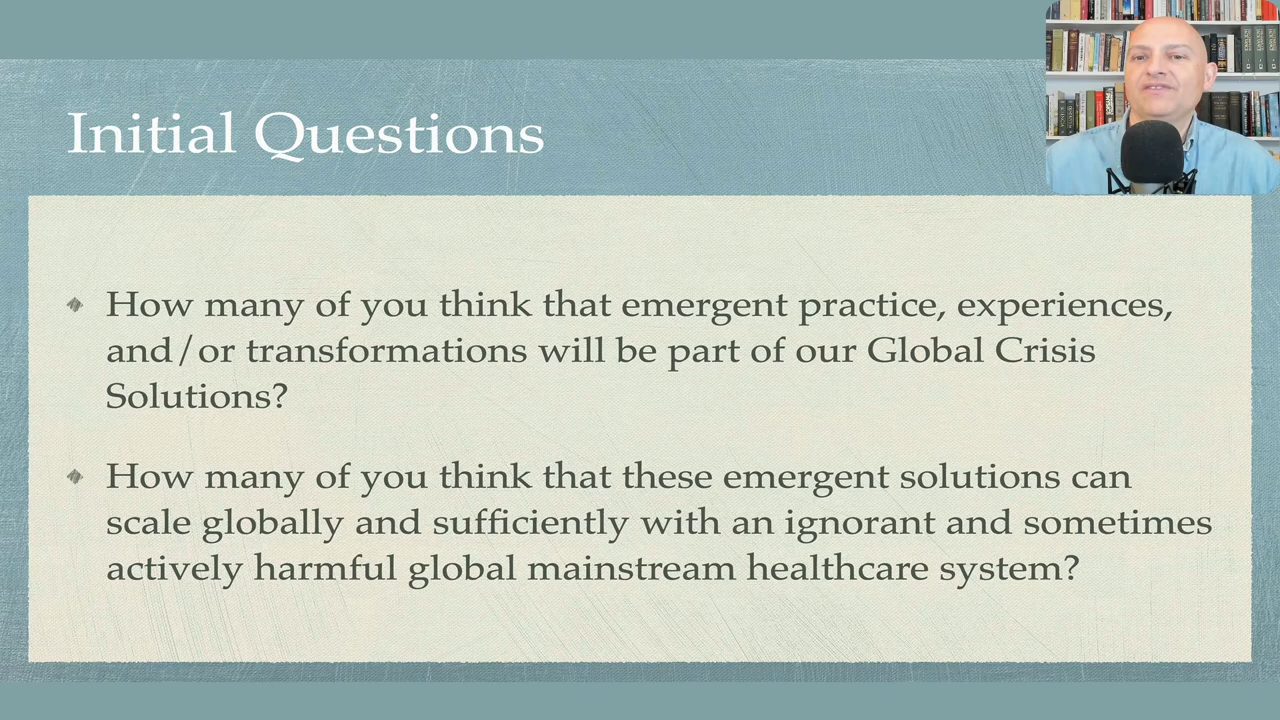 Initial Questions
How many of you think that emergent practice, experiences,
and/or transformations will be part of our Global Crisis
Solutions?
How many of you think that these emergent solutions can
scale globally and sufficiently with an ignorant and sometimes
actively harmful global mainstream healthcare system?